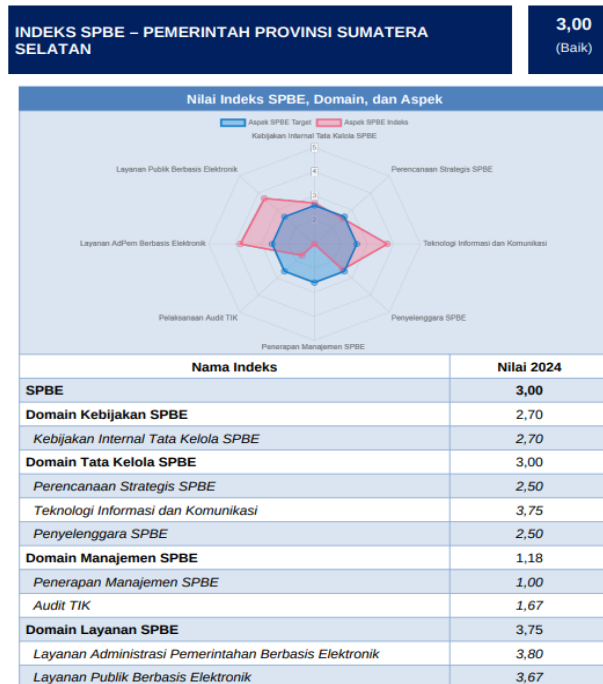 INDEKS SPBE – PEMERINTAH PROVINSI SUMATERA
SELATAN
3,00
(Baik)
Nilai Indeks SPBE, Domain, dan Aspek
Aspek SPBE Target Aspek SPBE Indeks
Kebijakan Internal Tata Kelola SPBE
5
Layanan Publik Berbasis Elektronik
Perencanaan Strategis SPBE
4
3
2
Layanan AdPem Berbasis Elektronik
Teknologi Informasi dan Komunikasi
Pelaksanaan Audit TIK
Penyelenggara SPBE
Penerapan Manajemen SPBE
Nama Indeks Nilai 2024
SPBE 3,00
Domain Kebijakan SPBE 2,70
Kebijakan Internal Tata Kelola SPBE 2,70
Domain Tata Kelola SPBE 3,00
Perencanaan Strategis SPBE 2,50
Teknologi Informasi dan Komunikasi 3,75
Penyelenggara SPBE 2,50
Domain Manajemen SPBE 1,18
Penerapan Manajemen SPBE 1,00
Audit TIK 1,67
Domain Layanan SPBE 3,75
Layanan Administrasi Pemerintahan Berbasis Elektronik 3,80
Layanan Publik Berbasis Elektronik 3,67